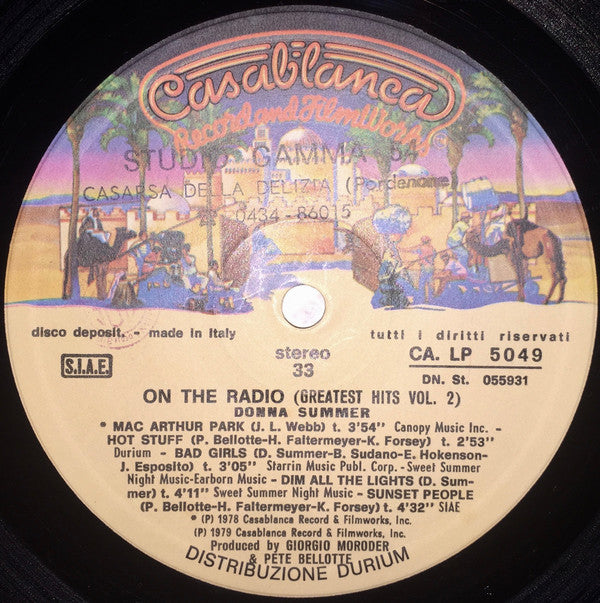 Casablanca
Record and FilmWorks
STUDIO GAMMA
CASARSA DELLA DELIZIA (Pordenone
0434-86015
disco deposit. - made in Italy
tutti i diritti riservati
S.I.A.E.
stereo
33
CA. LP 5049
DN. St. 055931
ON THE RADIO (GREATEST HITS VOL. 2)
DONNA SUMMER
* MAC ARTHUR PARK (J. L. Webb) t. 3'54" Canopy Music Inc. -
HOT STUFF (P. Bellotte-H. Faltermeyer-K. Forsey) t. 2'53"
Durium - BAD GIRLS (D. Summer-B. Sudano-E. Hokenson-
J. Esposito) t. 3'05" Starrin Music Publ. Corp. - Sweet Summer
Night Music-Earborn Music - DIM ALL THE LIGHTS (D. Sum-
mer) t. 4'11" Sweet Summer Night Music - SUNSET PEOPLE
(P. Bellotte-H. Faltermeyer-K. Forsey) t. 4'32" SIAE
* (P) 1978 Casablanca Record & Filmworks, Inc.
(P) 1979 Casablanca Record & Filmworks, Inc.
Produced by GIORGIO MORODER
& PETE BELLOTTE
DISTRIBUZIONE DURIUM